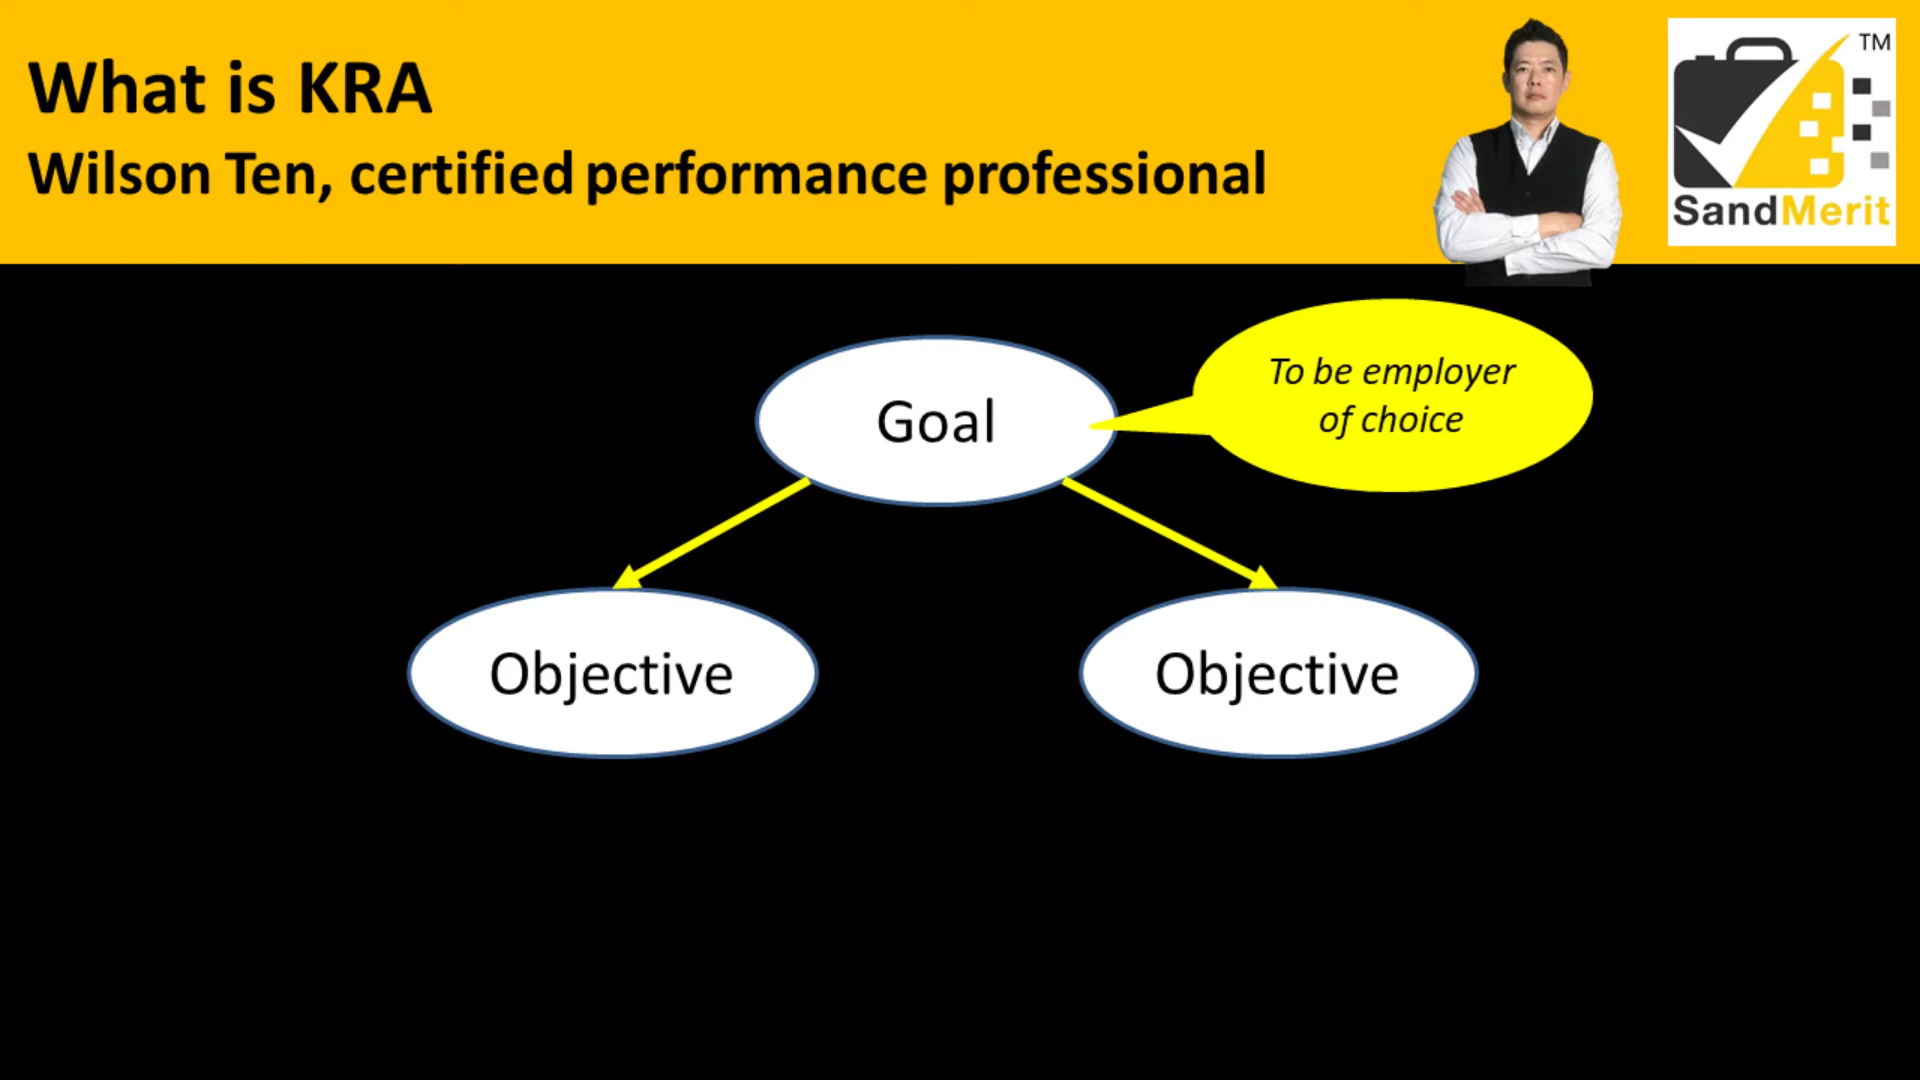 What is KRA
Wilson Ten, certified performance professional
TM
SandMerit
Goal
To be employer
of choice
Objective
Objective